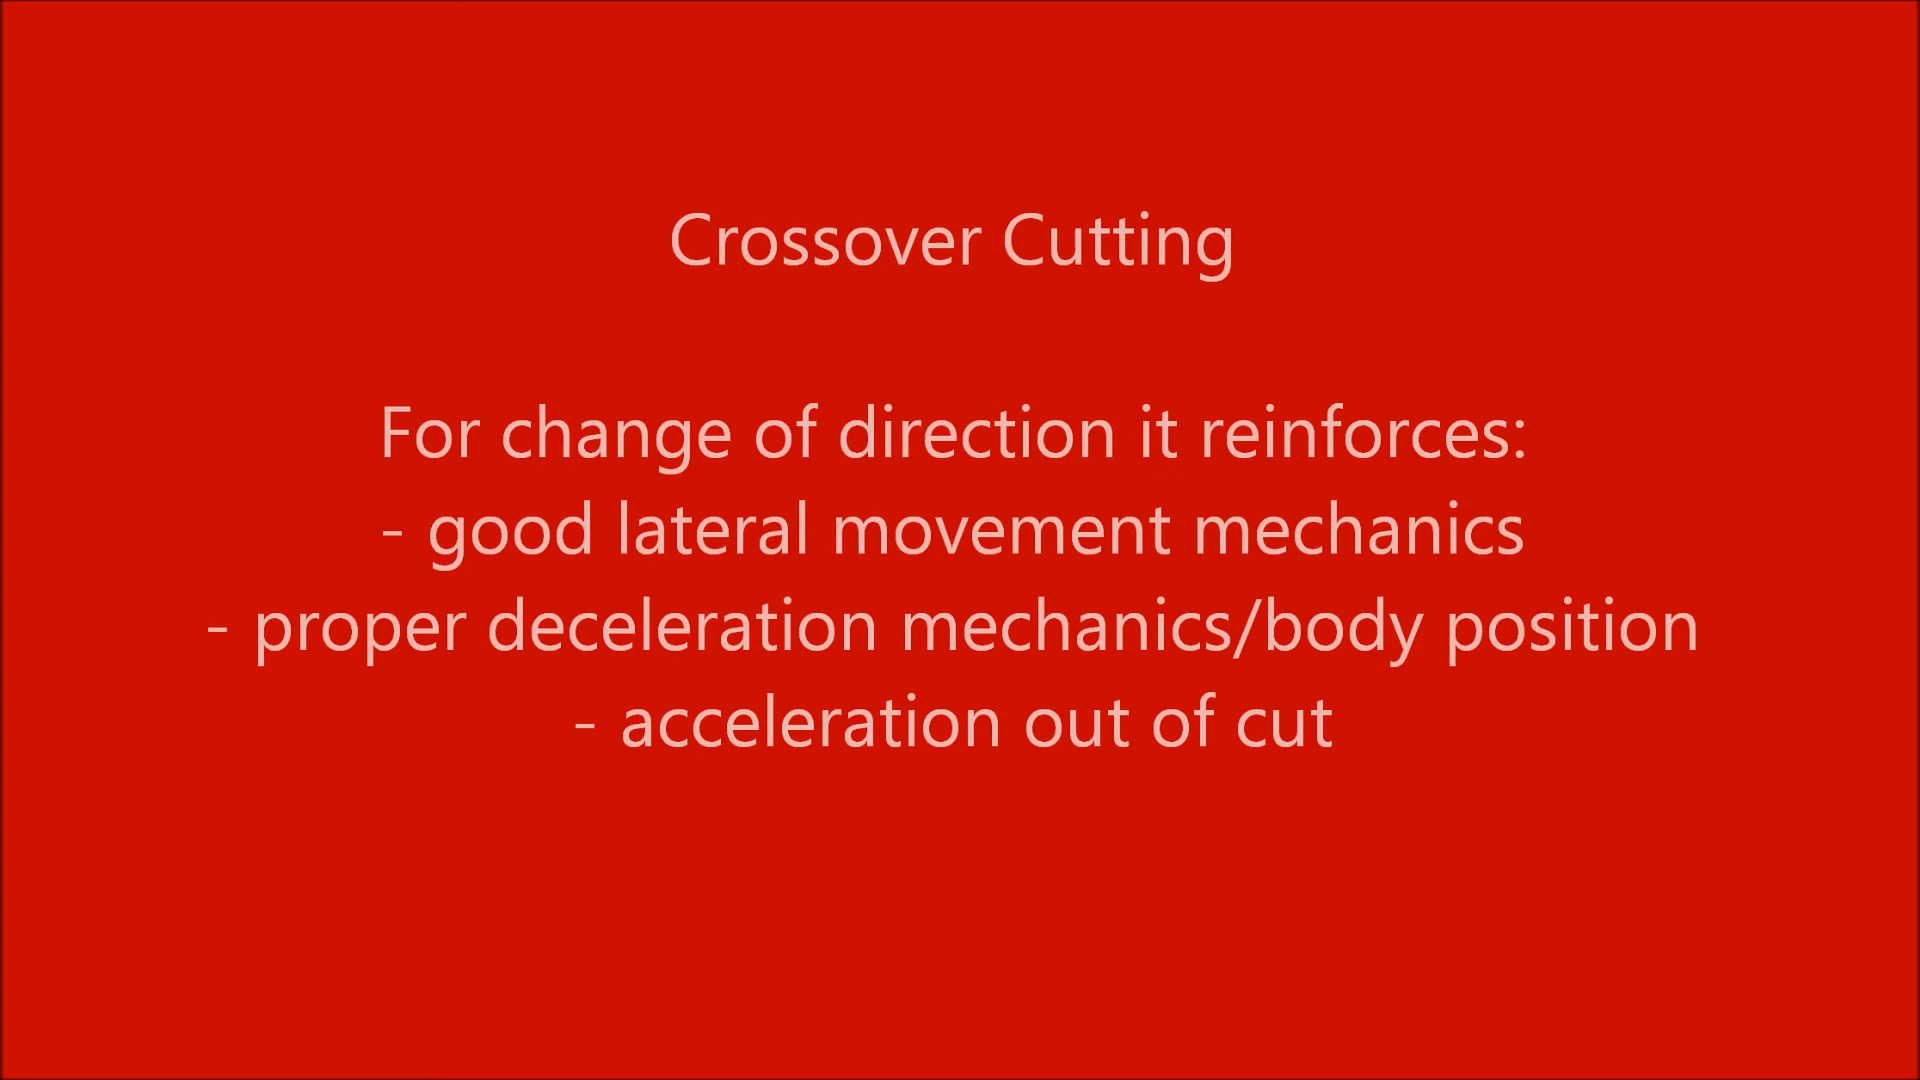 Crossover Cutting
For change of direction it reinforces:
- good lateral movement mechanics
- proper deceleration mechanics/body position
- acceleration out of cut